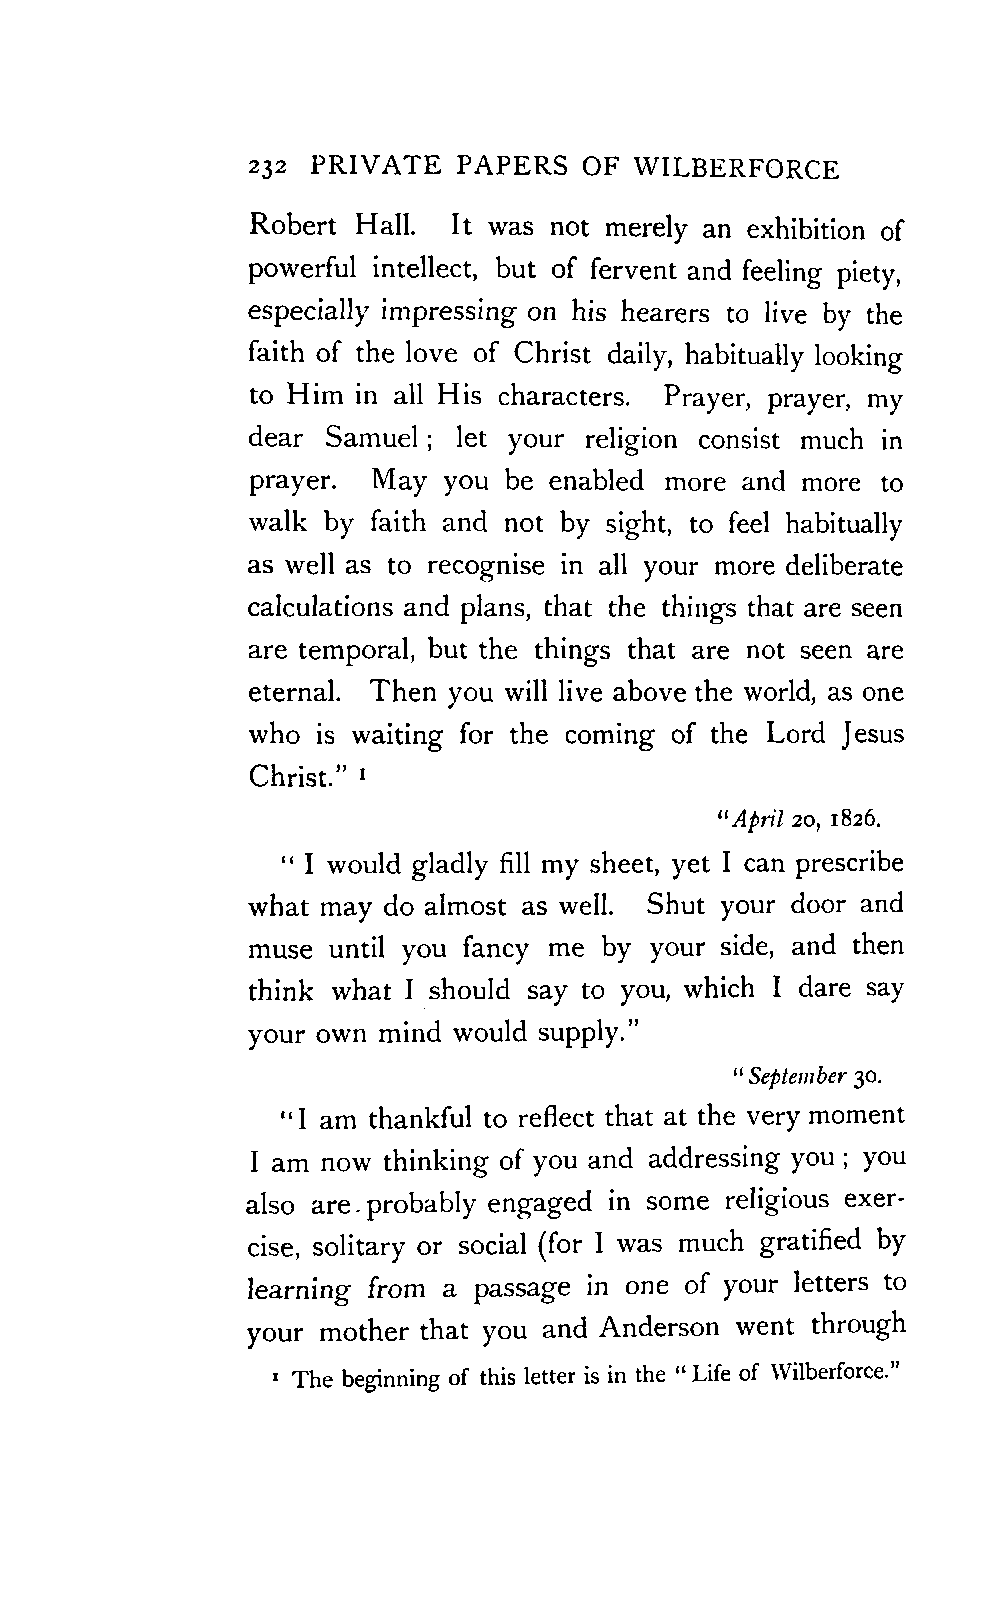 232 PRIVATE PAPERS OF WILBERFORCE
Robert Hall. It was not merely an exhibition of
powerful intellect, but of fervent and feeling piety,
especially impressing on his hearers to live by the
faith of the love of Christ daily, habitually looking
to Him in all His characters. Prayer, prayer, my
dear Samuel ; let your religion consist much in
prayer. May you be enabled more and more to
walk by faith and not by sight, to feel habitually
as well as to recognise in all your more deliberate
calculations and plans, that the things that are seen
are temporal, but the things that are not seen are
eternal. Then you will live above the world, as one
who is waiting for the coming of the Lord Jesus
Christ." ¹
"April 20, 1826.
" I would gladly fill my sheet, yet I can prescribe
what may do almost as well. Shut your door and
muse until you fancy me by your side, and then
think what I should say to you, which I dare say
your own mind would supply."
"September 30.
"I am thankful to reflect that at the very moment
I am now thinking of you and addressing you ; you
also are probably engaged in some religious exer-
cise, solitary or social (for I was much gratified by
learning from a passage in one of your letters to
your mother that you and Anderson went through
¹ The beginning of this letter is in the "Life of Wilberforce."